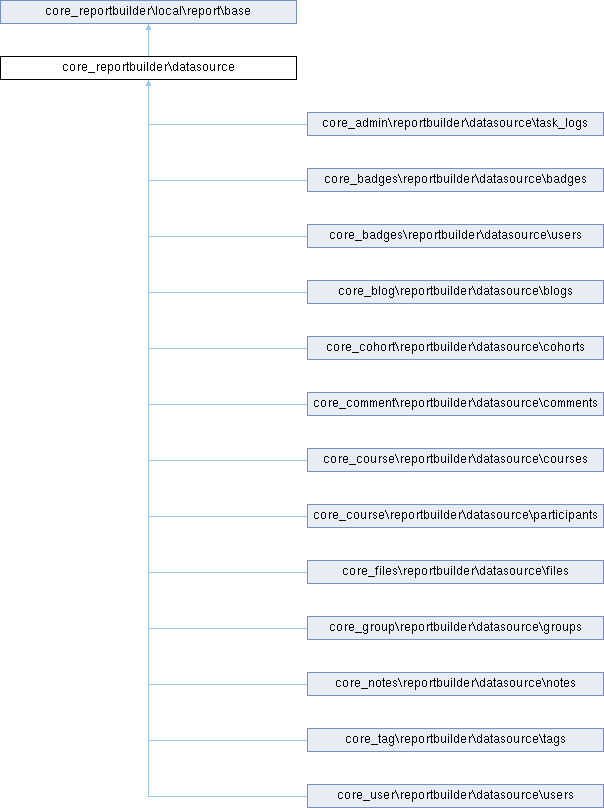 core_reportbuilder\local\report\base
core_reportbuilder\datasource
core_admin\reportbuilder\datasource\task_logs
core_badges\reportbuilder\datasource\badges
core_badges\reportbuilder\datasource\users
core_blog\reportbuilder\datasource\blogs
core_cohort\reportbuilder\datasource\cohorts
core_comment\reportbuilder\datasource\comments
core_course\reportbuilder\datasource\courses
core_course\reportbuilder\datasource\participants
core_files\reportbuilder\datasource\files
core_group\reportbuilder\datasource\groups
core_notes\reportbuilder\datasource\notes
core_tag\reportbuilder\datasource\tags
core_user\reportbuilder\datasource\users